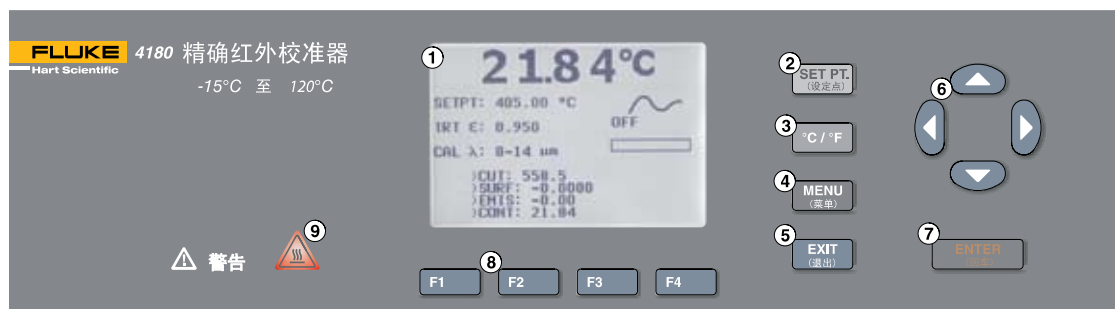 FLUKE 4180 精确红外校准器
Hart Scientific
-15°C 至 120°C
警告
9
1
21.84°C
SETPT: 405.00 °C
IRT ε: 0.950
OFF
CAL λ: 8-14 µm
>CUT: 558.5
>SURF: -0.0000
>EMIS: -0.00
>CONT: 21.84
8
F1 F2 F3 F4
2
SET PT.
(设定点)
3
°C / °F
4
MENU
(菜单)
5
EXIT
(退出)
6
7
ENTER